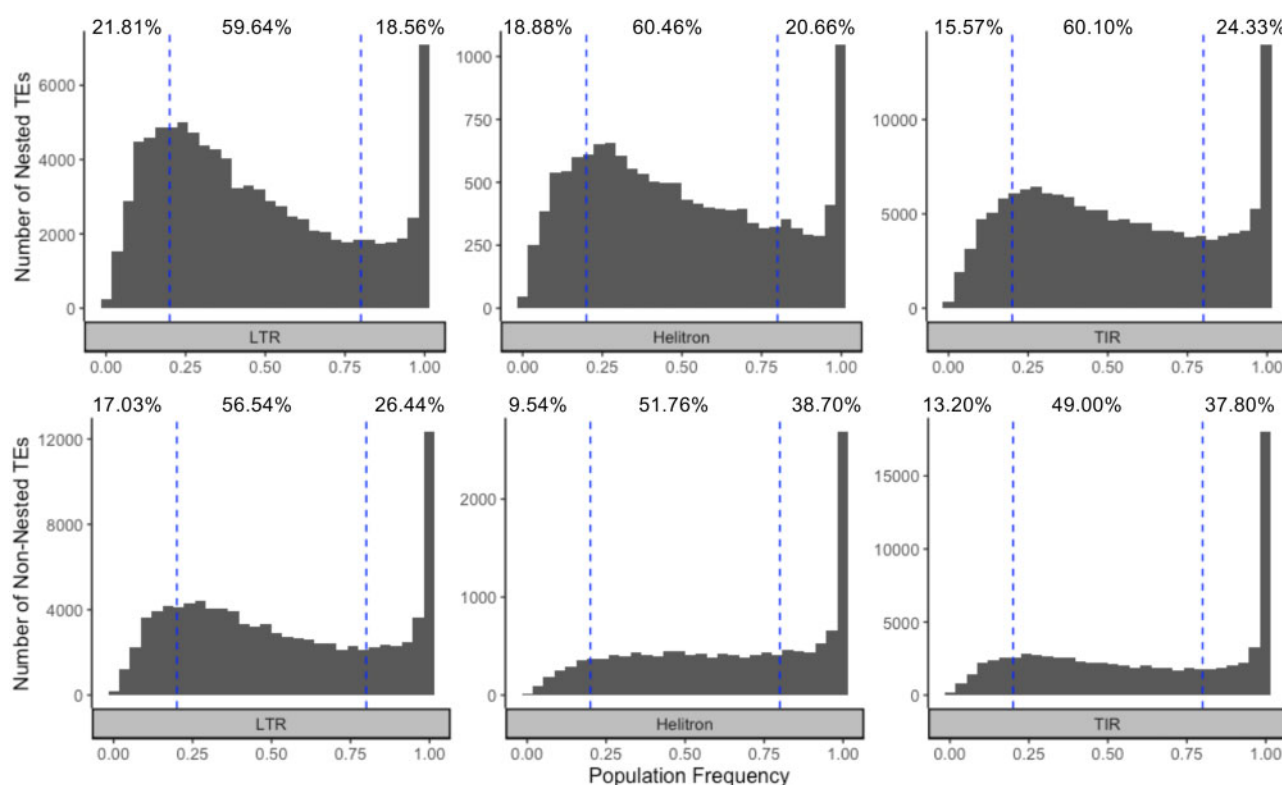 21.81% 59.64% 18.56% 18.88% 60.46% 20.66% 15.57% 60.10% 24.33%
Number of Nested TEs
6000
4000
2000
0
LTR
0.00 0.25 0.50 0.75 1.00
1000
750
500
250
0
Helitron
0.00 0.25 0.50 0.75 1.00
10000
5000
0
TIR
0.00 0.25 0.50 0.75 1.00
17.03% 56.54% 26.44% 9.54% 51.76% 38.70% 13.20% 49.00% 37.80%
Number of Non-Nested TEs
12000
8000
4000
0
LTR
0.00 0.25 0.50 0.75 1.00
2000
1000
0
Helitron
0.00 0.25 0.50 0.75 1.00
15000
10000
5000
0
TIR
0.00 0.25 0.50 0.75 1.00
Population Frequency